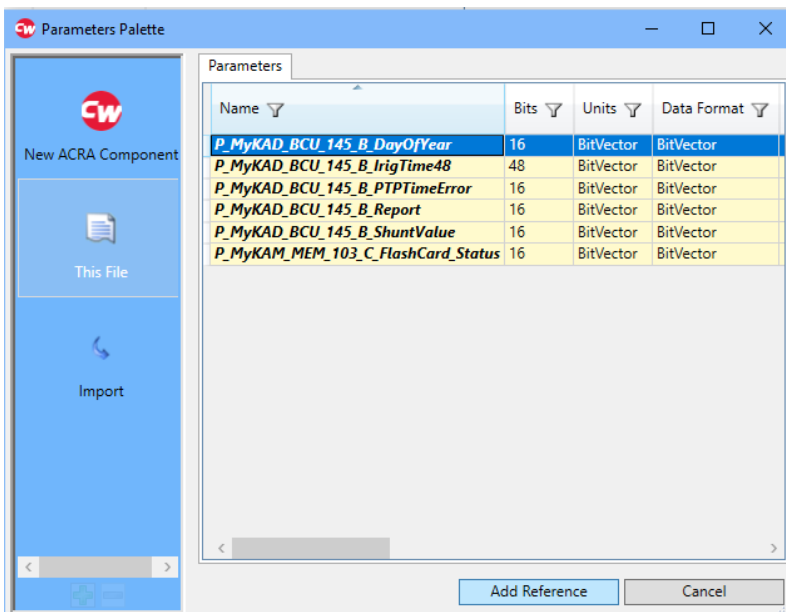 Parameters Palette
CW
New ACRA Component
This File
Import
Parameters
Name Bits Units Data Format
P_MyKAD_BCU_145_B_DayOfYear 16 BitVector BitVector
P_MyKAD_BCU_145_B_IrigTime48 48 BitVector BitVector
P_MyKAD_BCU_145_B_PTPTimeError 16 BitVector BitVector
P_MyKAD_BCU_145_B_Report 16 BitVector BitVector
P_MyKAD_BCU_145_B_ShuntValue 16 BitVector BitVector
P_MyKAM_MEM_103_C_FlashCard_Status 16 BitVector BitVector
Add Reference Cancel